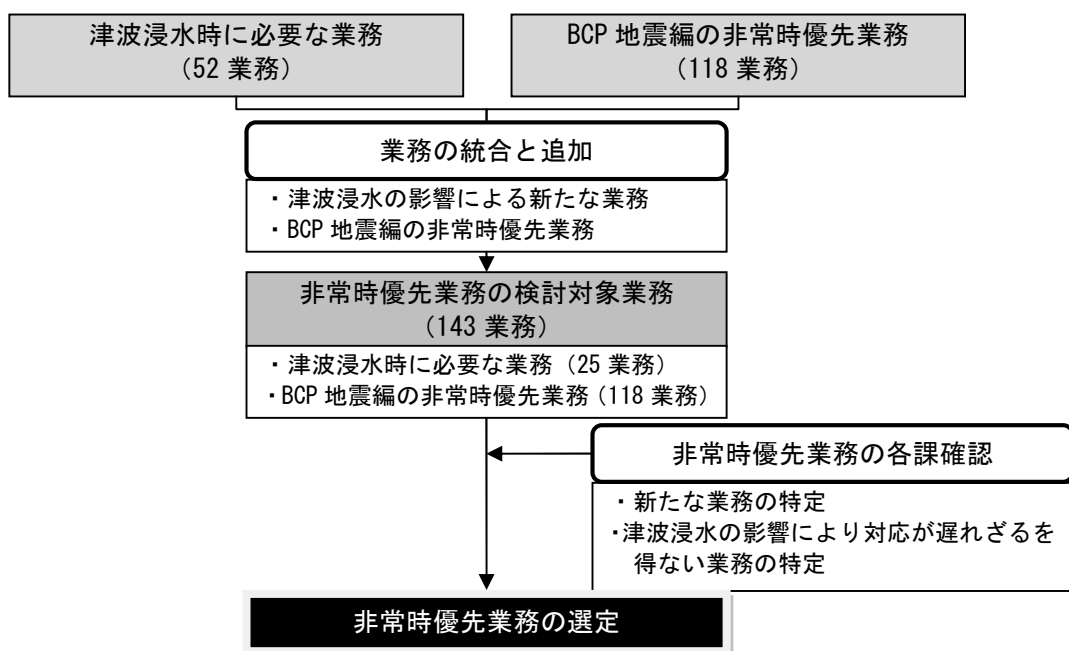 津波浸水時に必要な業務
（52 業務）
BCP 地震編の非常時優先業務
（118 業務）
業務の統合と追加
・津波浸水の影響による新たな業務
・BCP 地震編の非常時優先業務
非常時優先業務の検討対象業務
（143 業務）
・津波浸水時に必要な業務（25 業務）
・BCP 地震編の非常時優先業務（118 業務）
非常時優先業務の各課確認
・新たな業務の特定
・津波浸水の影響により対応が遅れざるを
得ない業務の特定
非常時優先業務の選定